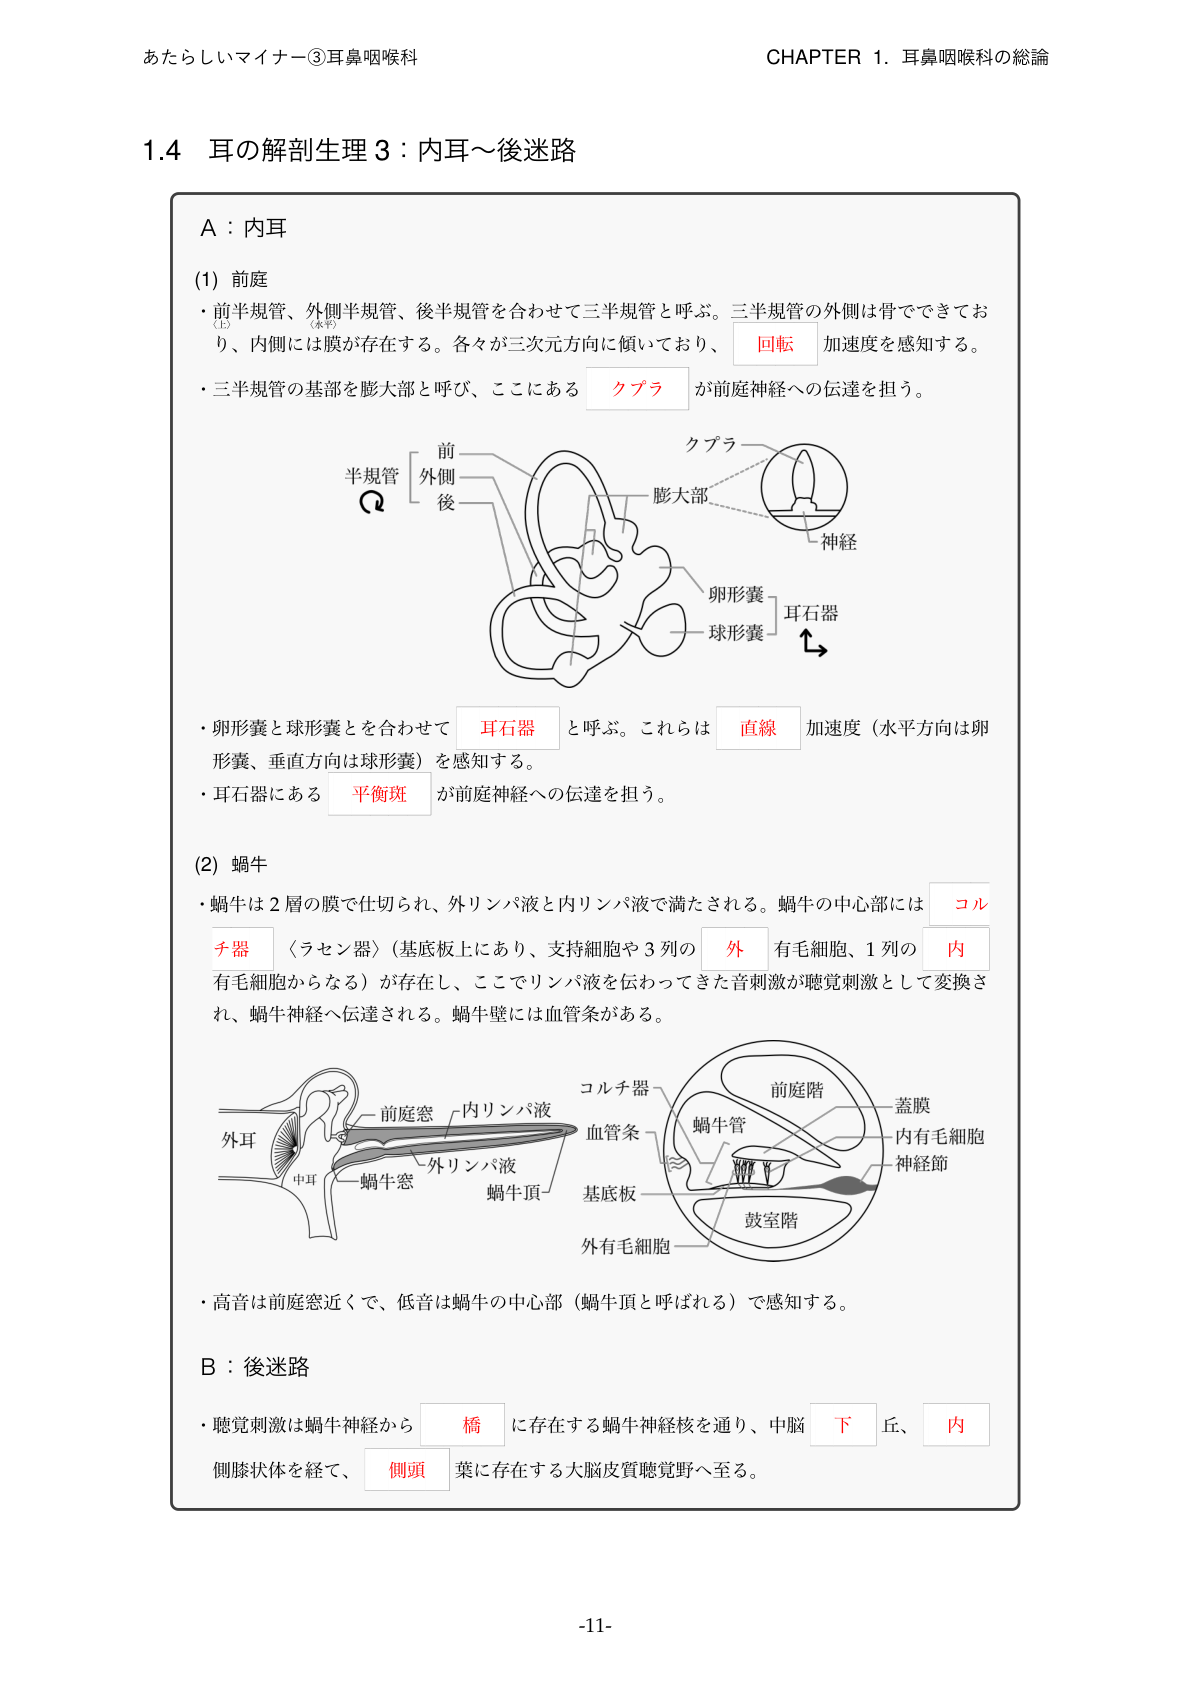 あたらしいマイナー③耳鼻咽喉科
CHAPTER 1. 耳鼻咽喉科の総論
1.4 耳の解剖生理 3：内耳～後迷路
A：内耳
(1) 前庭
・前半規管、外側半規管、後半規管を合わせて三半規管と呼ぶ。三半規管の外側は骨でできてお
〈上〉 〈水平〉
り、内側には膜が存在する。各々が三次元方向に傾いており、 回転 加速度を感知する。
・三半規管の基部を膨大部と呼び、ここにある クプラ が前庭神経への伝達を担う。
半規管
前
外側
後
クプラ
膨大部
神経
卵形嚢
球形嚢
耳石器
・卵形嚢と球形嚢とを合わせて 耳石器 と呼ぶ。これらは 直線 加速度（水平方向は卵
形嚢、垂直方向は球形嚢）を感知する。
・耳石器にある 平衡斑 が前庭神経への伝達を担う。
(2) 蝸牛
・蝸牛は 2 層の膜で仕切られ、外リンパ液と内リンパ液で満たされる。蝸牛の中心部には コル
チ器 〈ラセン器〉（基底板上にあり、支持細胞や 3 列の 外 有毛細胞、1 列の 内
有毛細胞からなる）が存在し、ここでリンパ液を伝わってきた音刺激が聴覚刺激として変換さ
れ、蝸牛神経へ伝達される。蝸牛壁には血管条がある。
外耳
中耳
前庭窓
内リンパ液
外リンパ液
蝸牛窓
蝸牛頂
コルチ器
血管条
基底板
外有毛細胞
前庭階
蝸牛管
鼓室階
蓋膜
内有毛細胞
神経節
・高音は前庭窓近くで、低音は蝸牛の中心部（蝸牛頂と呼ばれる）で感知する。
B：後迷路
・聴覚刺激は蝸牛神経から 橋 に存在する蝸牛神経核を通り、中脳 下 丘、 内
側膝状体を経て、 側頭 葉に存在する大脳皮質聴覚野へ至る。
-11-